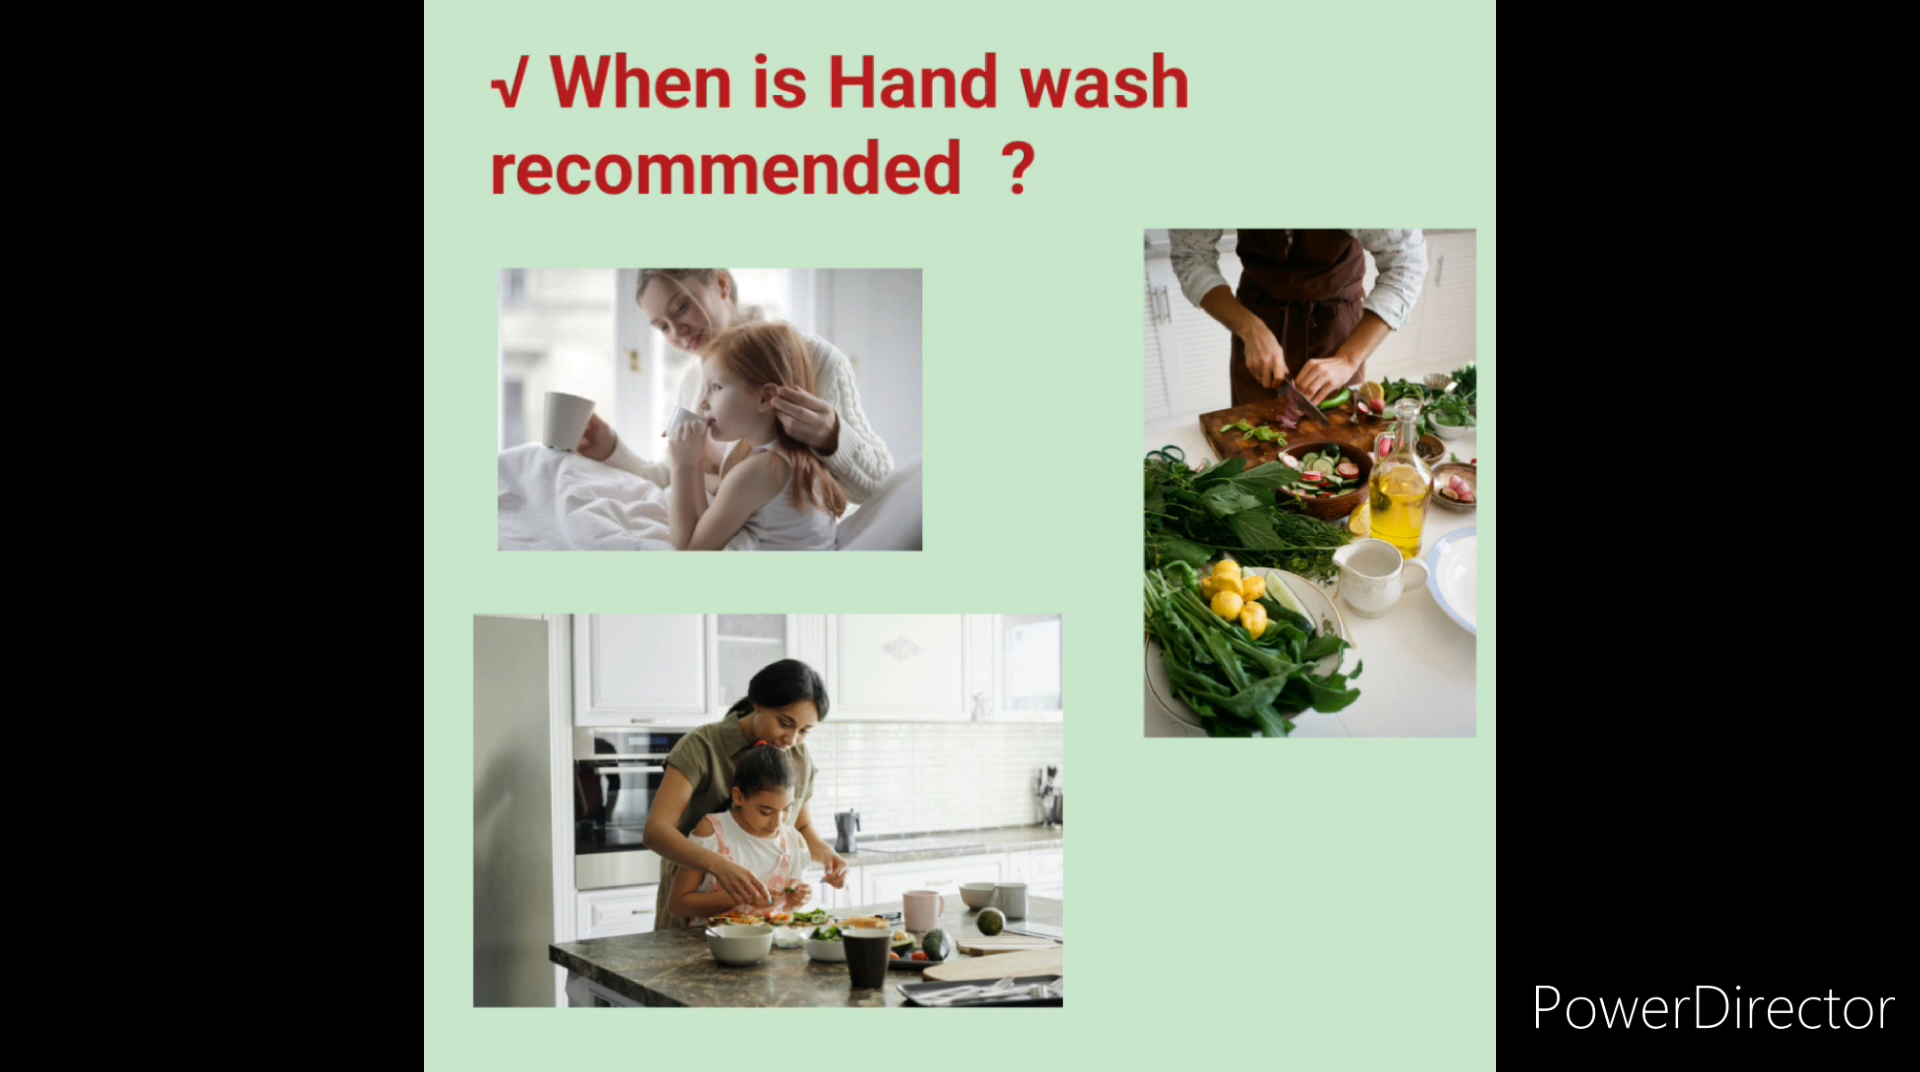 √ When is Hand wash
recommended ?
PowerDirector